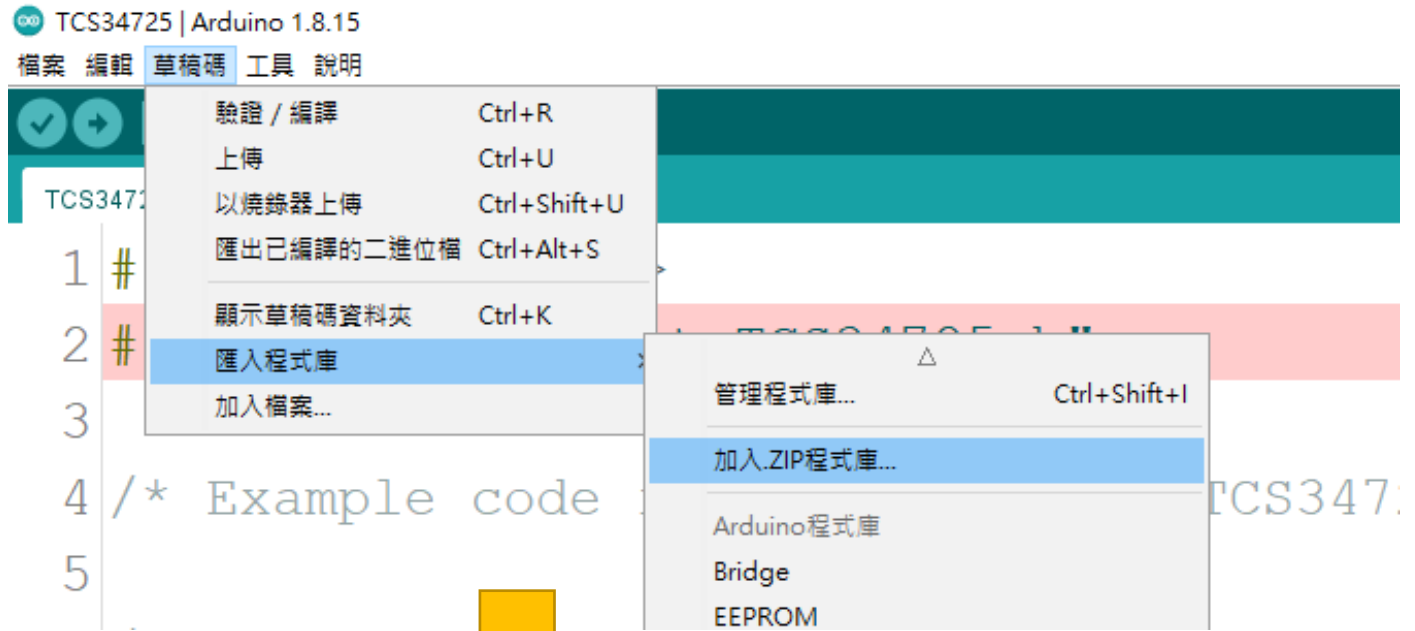 TCS34725 | Arduino 1.8.15
檔案 編輯 草稿碼 工具 說明
驗證 / 編譯 Ctrl+R
上傳 Ctrl+U
以燒錄器上傳 Ctrl+Shift+U
匯出已編譯的二進位檔 Ctrl+Alt+S
顯示草稿碼資料夾 Ctrl+K
匯入程式庫
加入檔案...
管理程式庫... Ctrl+Shift+I
加入.ZIP程式庫...
Arduino程式庫
Bridge
EEPROM
TCS347
1 #
2 #
3
4 /* Example code TCS347
5